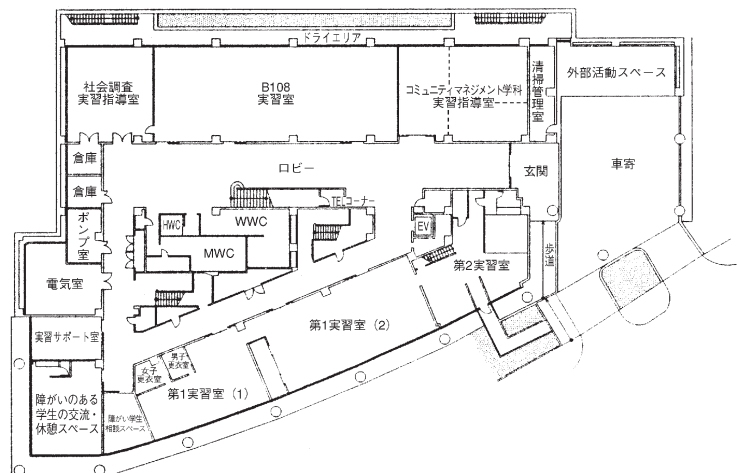 ドライエリア
社会調査
実習指導室
B108
実習室
コミュニティマネジメント学科
実習指導室
清掃管理室
外部活動スペース
倉庫
倉庫
ロビー
玄関
車寄
TELコーナー
ポンプ室
HWC
WWC
MWC
EV
歩道
電気室
第2実習室
実習サポート室
第1実習室（2）
女子
更衣室
男子
更衣室
第1実習室（1）
障がいのある
学生の交流・
休憩スペース
障がい学生
相談スペース